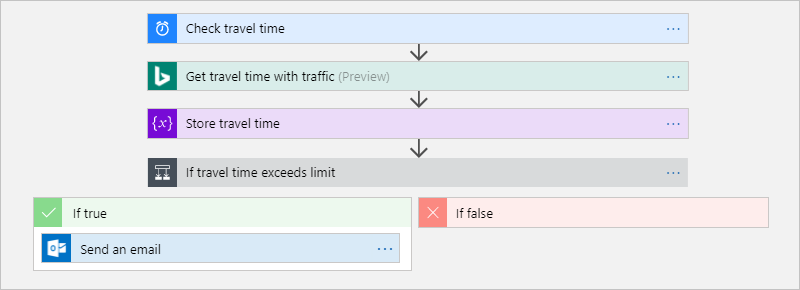 Check travel time
...
Get travel time with traffic (Preview)
...
{x} Store travel time
...
If travel time exceeds limit
...
If true
If false
Send an email
...